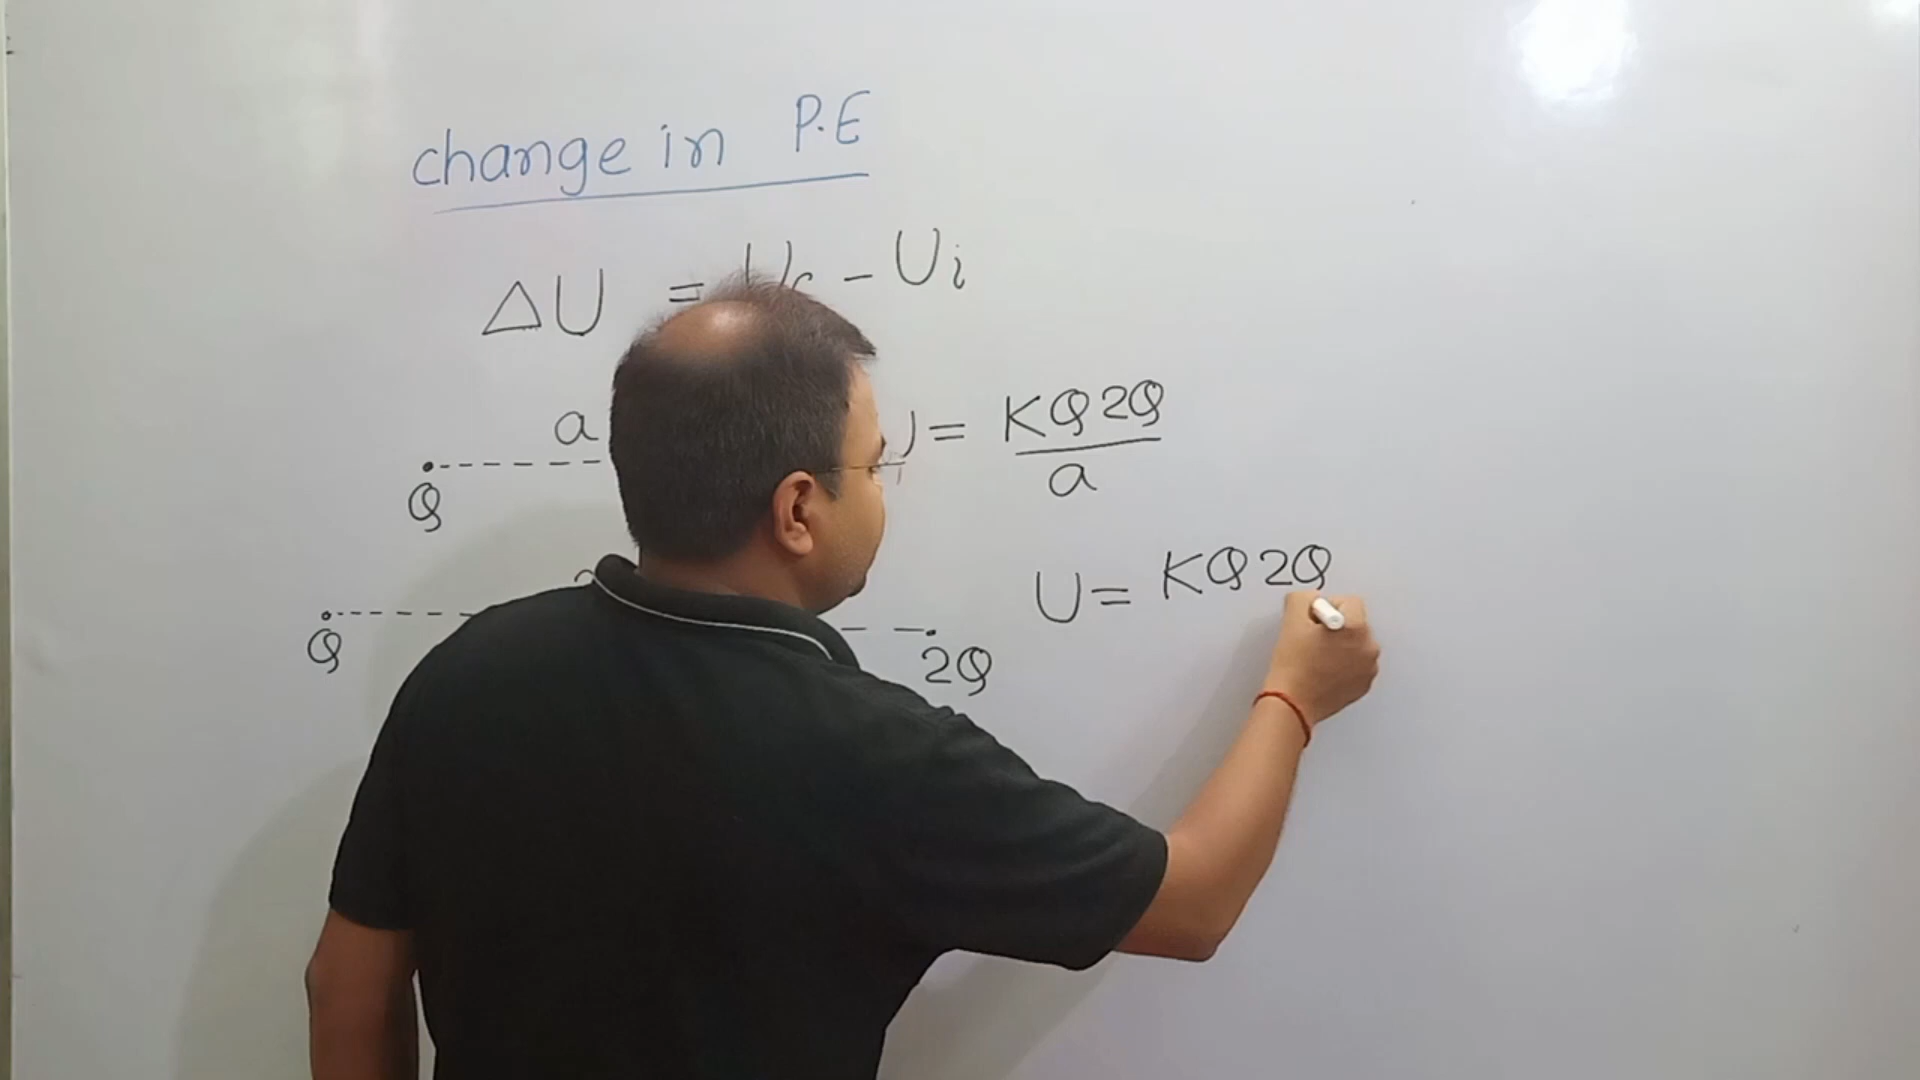 change in P.E
ΔU = U - Ui
a = KQ2Q
a
Q
U = KQ2Q
Q 2Q